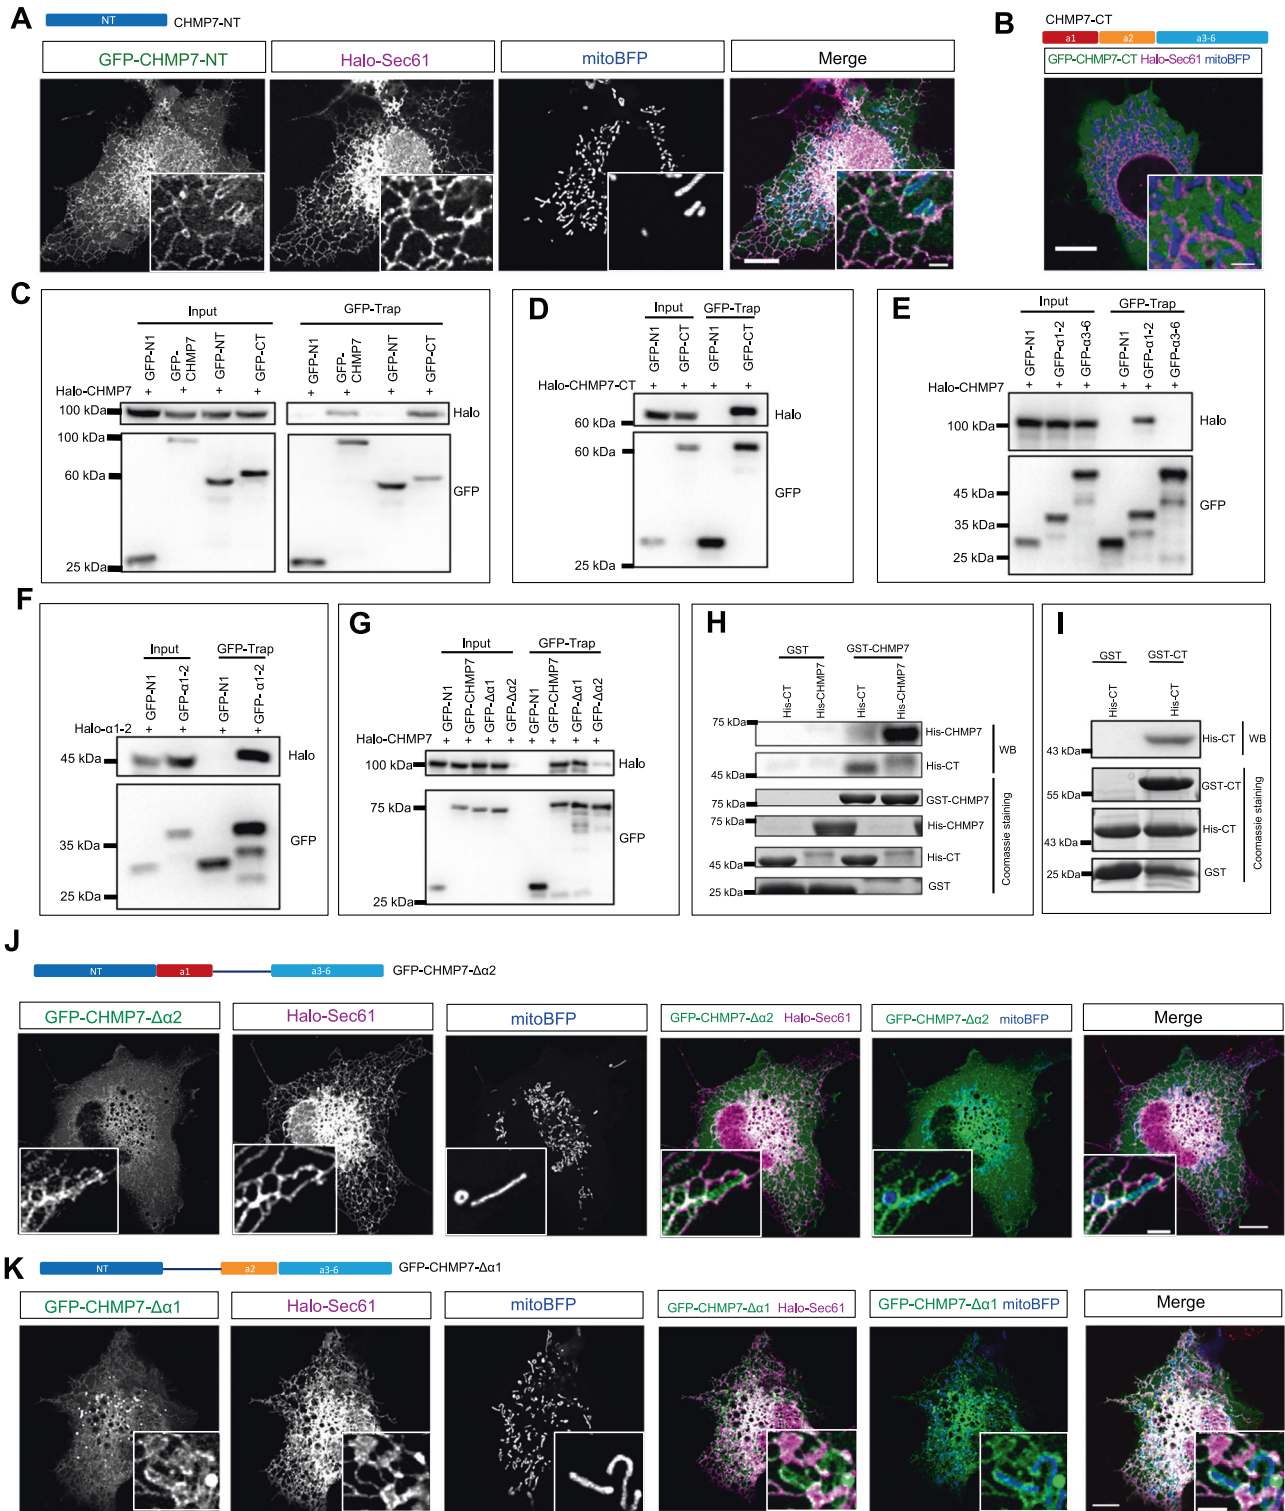 A
NT
CHMP7-NT
GFP-CHMP7-NT
Halo-Sec61
mitoBFP
Merge
B
CHMP7-CT
a1
a2
a3-6
GFP-CHMP7-CT Halo-Sec61 mitoBFP
C
Input
GFP-Trap
GFP-N1
GFP-CHMP7
GFP-NT
GFP-CT
GFP-N1
GFP-CHMP7
GFP-NT
GFP-CT
Halo-CHMP7 + + + + + + + +
100 kDa
Halo
100 kDa
60 kDa
GFP
25 kDa
D
Input
GFP-Trap
GFP-N1
GFP-CT
GFP-N1
GFP-CT
Halo-CHMP7-CT + + + +
60 kDa
Halo
60 kDa
GFP
25 kDa
E
Input
GFP-Trap
GFP-N1
GFP-α1-2
GFP-α3-6
GFP-N1
GFP-α1-2
GFP-α3-6
Halo-CHMP7 + + + + + +
100 kDa
Halo
45 kDa
35 kDa
25 kDa
GFP
F
Input
GFP-Trap
GFP-N1
GFP-α1-2
GFP-N1
GFP- α1-2
Halo-α1-2 + + + +
45 kDa
Halo
35 kDa
25 kDa
GFP
G
Input
GFP-Trap
GFP-N1
GFP-CHMP7
GFP-Δα1
GFP-Δα2
GFP-N1
GFP-CHMP7
GFP-Δα1
GFP-Δα2
Halo-CHMP7 + + + + + + + +
100 kDa
Halo
75 kDa
GFP
25 kDa
H
GST
GST-CHMP7
His-CT
His-CHMP7
His-CT
His-CHMP7
75 kDa
His-CHMP7
45 kDa
His-CT
WB
75 kDa
GST-CHMP7
75 kDa
His-CHMP7
45 kDa
His-CT
25 kDa
GST
Coomassie staining
I
GST
GST-CT
His-CT
His-CT
43 kDa
His-CT
WB
55 kDa
GST-CT
43 kDa
His-CT
25 kDa
GST
Coomassie staining
J
NT
a1
a3-6
GFP-CHMP7-Δα2
GFP-CHMP7-Δα2
Halo-Sec61
mitoBFP
GFP-CHMP7-Δα2 Halo-Sec61
GFP-CHMP7-Δα2 mitoBFP
Merge
K
NT
a2
a3-6
GFP-CHMP7-Δα1
GFP-CHMP7-Δα1
Halo-Sec61
mitoBFP
GFP-CHMP7-Δα1 Halo-Sec61
GFP-CHMP7-Δα1 mitoBFP
Merge